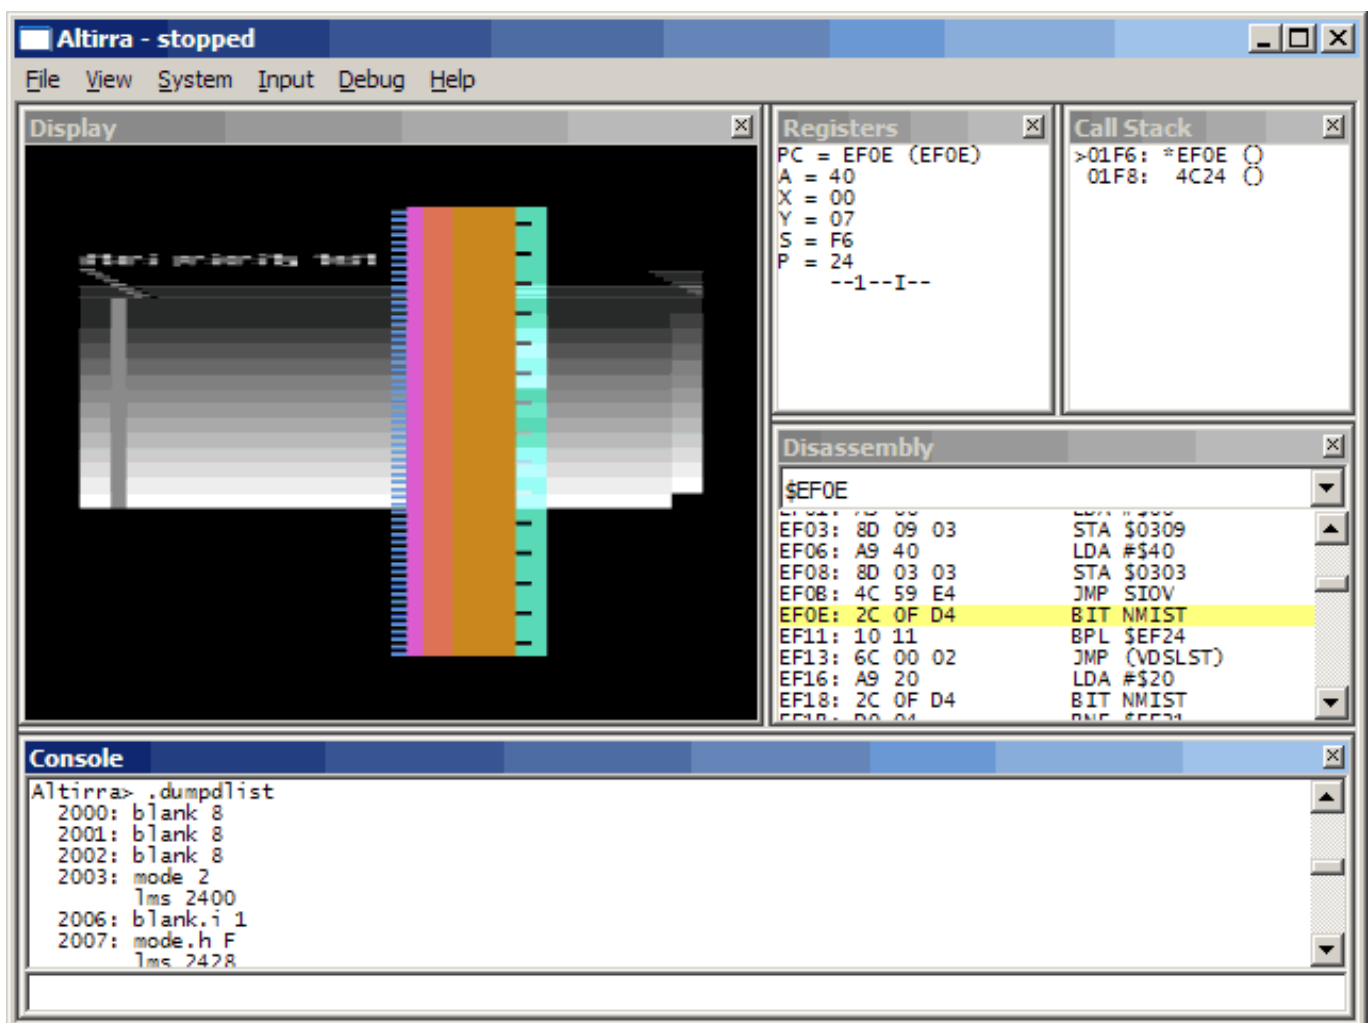 Altirra - stopped
File View System Input Debug Help
Display
Atari priority test
Registers
PC = EF0E (EF0E)
A = 40
X = 00
Y = 07
S = F6
P = 24
--1--I--
Call Stack
>01F6: *EF0E ()
01F8: 4C24 ()
Disassembly
$EF0E
EF03: 8D 09 03 STA $0309
EF06: A9 40 LDA #$40
EF08: 8D 03 03 STA $0303
EF0B: 4C 59 E4 JMP SIOV
EF0E: 2C 0F D4 BIT NMIST
EF11: 10 11 BPL $EF24
EF13: 6C 00 02 JMP (VDSLST)
EF16: A9 20 LDA #$20
EF18: 2C 0F D4 BIT NMIST
Console
Altirra> .dumpdlist
2000: blank 8
2001: blank 8
2002: blank 8
2003: mode 2
lms 2400
2006: blank.i 1
2007: mode.h F
lms 2428